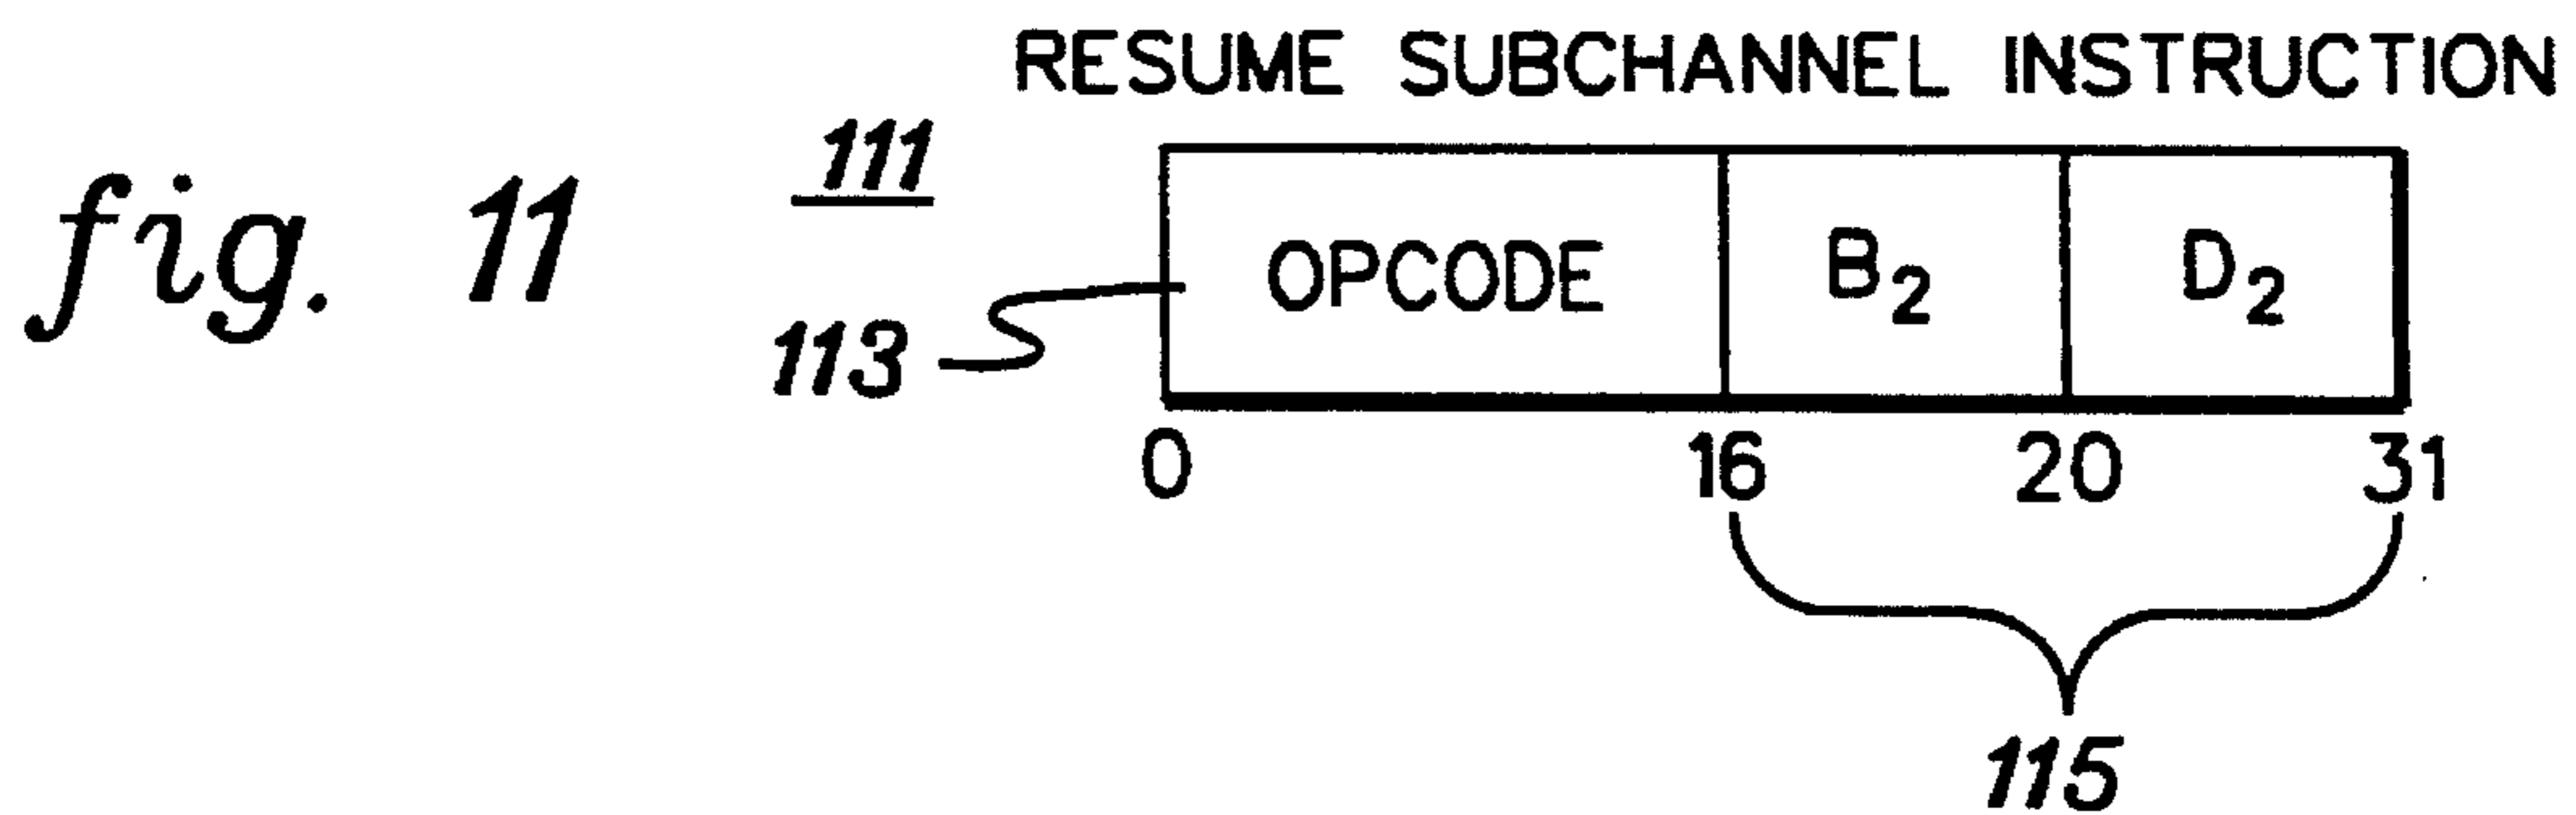 RESUME SUBCHANNEL INSTRUCTION
fig. 11
111
113
OPCODE B2 D2
0 16 20 31
115